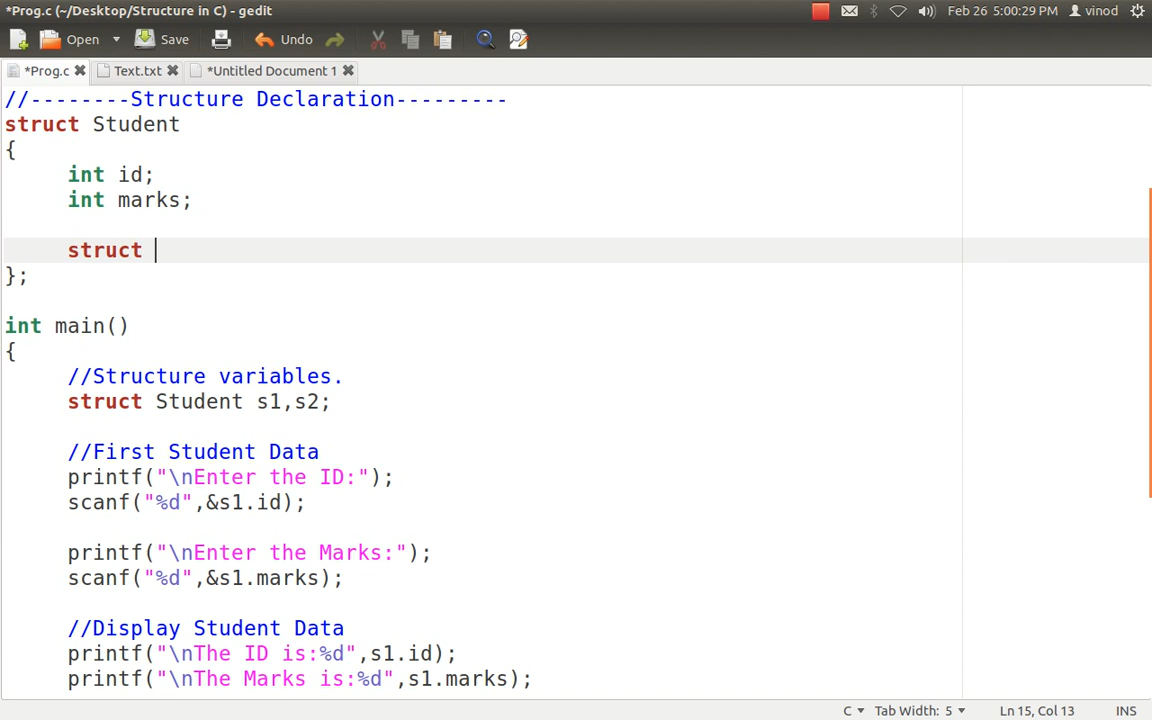 *Prog.c (~/Desktop/Structure in C) - gedit
Feb 26 5:00:29 PM vinod
Open Save Undo
*Prog.c Text.txt *Untitled Document 1
//--------Structure Declaration---------
struct Student
{
int id;
int marks;
struct
};
int main()
{
//Structure variables.
struct Student s1,s2;
//First Student Data
printf("\nEnter the ID:");
scanf("%d",&s1.id);
printf("\nEnter the Marks:");
scanf("%d",&s1.marks);
//Display Student Data
printf("\nThe ID is:%d",s1.id);
printf("\nThe Marks is:%d",s1.marks);
C Tab Width: 5 Ln 15, Col 13 INS